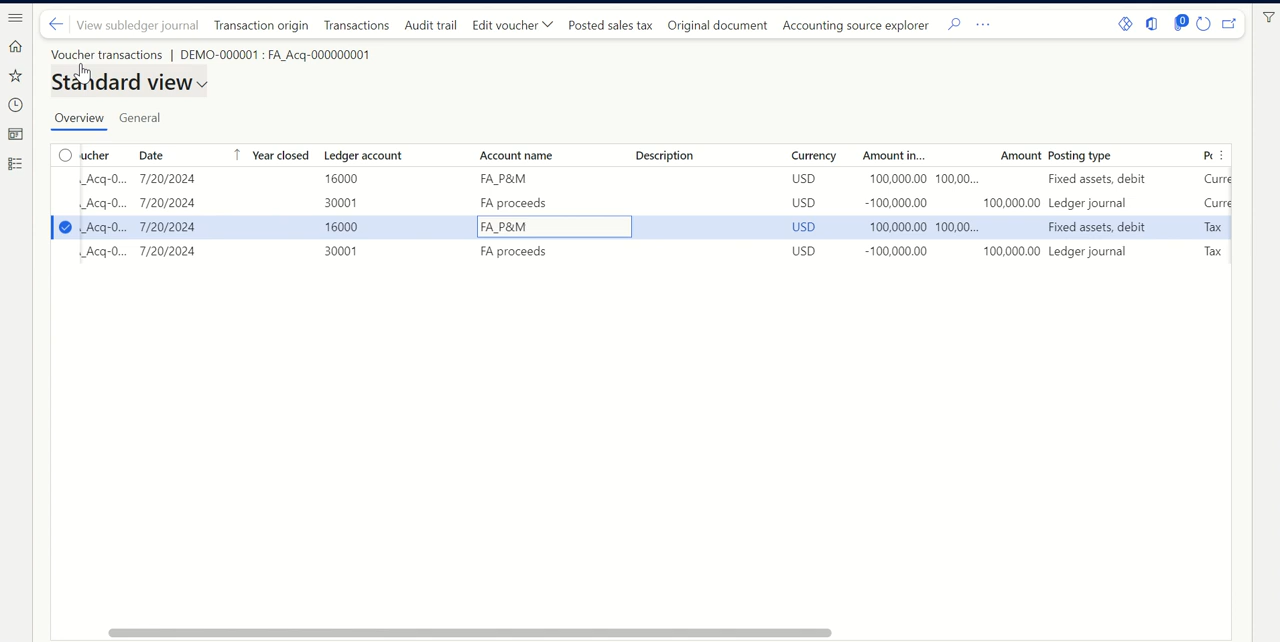 View subledger journal Transaction origin Transactions Audit trail Edit voucher Posted sales tax Original document Accounting source explorer ... 0
Voucher transactions | DEMO-000001 : FA_Acq-000000001
Standard view
Overview General
ucher Date ↑ Year closed Ledger account Account name Description Currency Amount in... Amount Posting type Pc
_Acq-0... 7/20/2024 16000 FA_P&M USD 100,000.00 100,00... Fixed assets, debit Curre
_Acq-0... 7/20/2024 30001 FA proceeds USD -100,000.00 100,000.00 Ledger journal Curre
_Acq-0... 7/20/2024 16000 FA_P&M USD 100,000.00 100,00... Fixed assets, debit Tax
_Acq-0... 7/20/2024 30001 FA proceeds USD -100,000.00 100,000.00 Ledger journal Tax